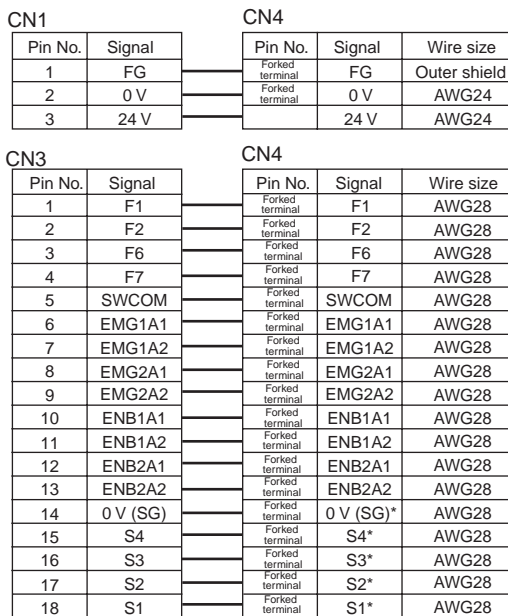 CN1 CN4
Pin No. Signal Pin No. Signal Wire size
1 FG Forked terminal FG Outer shield
2 0 V Forked terminal 0 V AWG24
3 24 V 24 V AWG24
CN3 CN4
Pin No. Signal Pin No. Signal Wire size
1 F1 Forked terminal F1 AWG28
2 F2 Forked terminal F2 AWG28
3 F6 Forked terminal F6 AWG28
4 F7 Forked terminal F7 AWG28
5 SWCOM Forked terminal SWCOM AWG28
6 EMG1A1 Forked terminal EMG1A1 AWG28
7 EMG1A2 Forked terminal EMG1A2 AWG28
8 EMG2A1 Forked terminal EMG2A1 AWG28
9 EMG2A2 Forked terminal EMG2A2 AWG28
10 ENB1A1 Forked terminal ENB1A1 AWG28
11 ENB1A2 Forked terminal ENB1A2 AWG28
12 ENB2A1 Forked terminal ENB2A1 AWG28
13 ENB2A2 Forked terminal ENB2A2 AWG28
14 0 V (SG) Forked terminal 0 V (SG)* AWG28
15 S4 Forked terminal S4* AWG28
16 S3 Forked terminal S3* AWG28
17 S2 Forked terminal S2* AWG28
18 S1 Forked terminal S1* AWG28